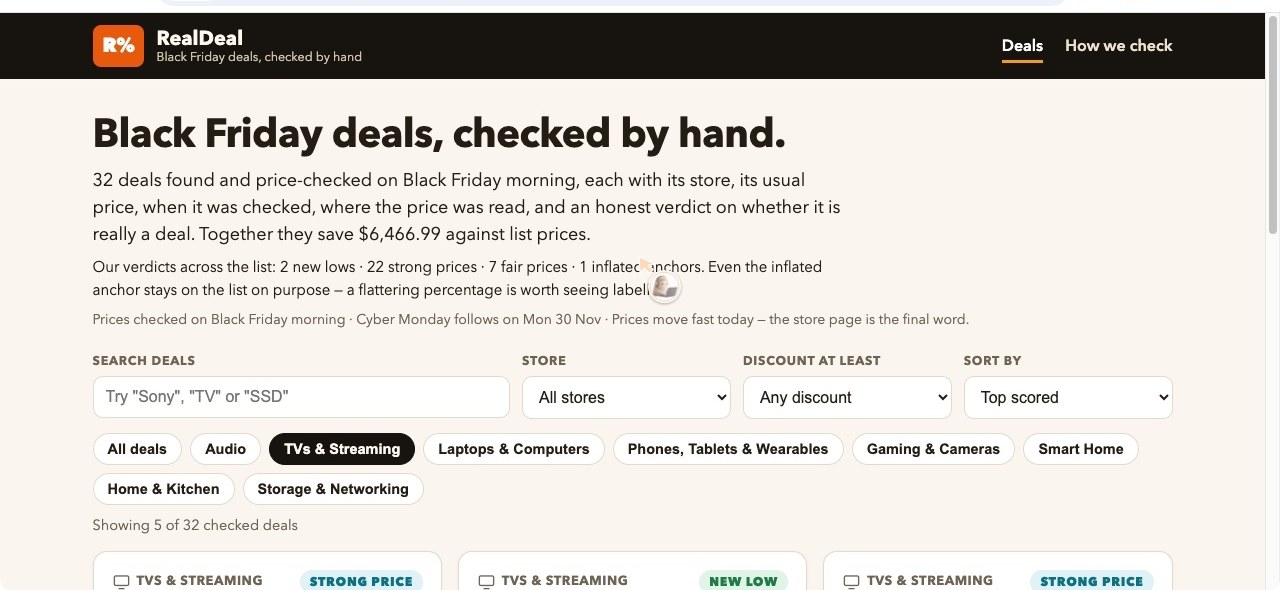 R%
RealDeal
Black Friday deals, checked by hand
Deals
How we check
Black Friday deals, checked by hand.
32 deals found and price-checked on Black Friday morning, each with its store, its usual
price, when it was checked, where the price was read, and an honest verdict on whether it is
really a deal. Together they save $6,466.99 against list prices.
Our verdicts across the list: 2 new lows · 22 strong prices · 7 fair prices · 1 inflated anchors. Even the inflated
anchor stays on the list on purpose — a flattering percentage is worth seeing
Prices checked on Black Friday morning · Cyber Monday follows on Mon 30 Nov · Prices move fast today — the store page is the final word.
SEARCH DEALS
STORE
DISCOUNT AT LEAST
SORT BY
Try "Sony", "TV" or "SSD"
All stores
Any discount
Top scored
All deals
Audio
TVs & Streaming
Laptops & Computers
Phones, Tablets & Wearables
Gaming & Cameras
Smart Home
Home & Kitchen
Storage & Networking
Showing 5 of 32 checked deals
TVS & STREAMING
STRONG PRICE
TVS & STREAMING
NEW LOW
TVS & STREAMING
STRONG PRICE